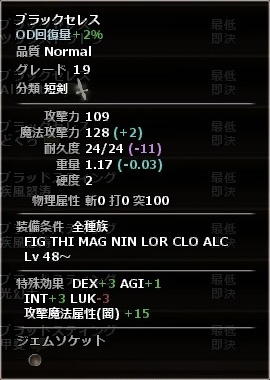 ブラックセレス
OD回復量+2%
品質 Normal
グレード 19
分類 短剣
攻撃力 109
魔法攻撃力 128 (+2)
耐久度 24/24 (-11)
重量 1.17 (-0.03)
硬度 2
物理属性 斬0 打0 突100
装備条件 全種族
FIG THI MAG NIN LOR CLO ALC
Lv 48～
特殊効果 DEX+3 AGI+1
INT+3 LUK-3
攻撃魔法属性(闇) +15
ジェムソケット